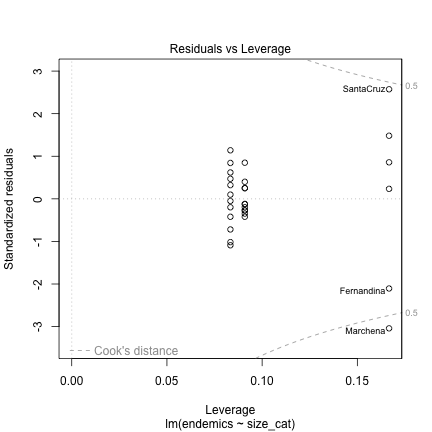 Residuals vs Leverage
Standardized residuals
3
2
1
0
-1
-2
-3
SantaCruz
0.5
Fernandina
0.5
Marchena
Cook's distance
0.00
0.05
0.10
0.15
Leverage
lm(endemics ~ size_cat)